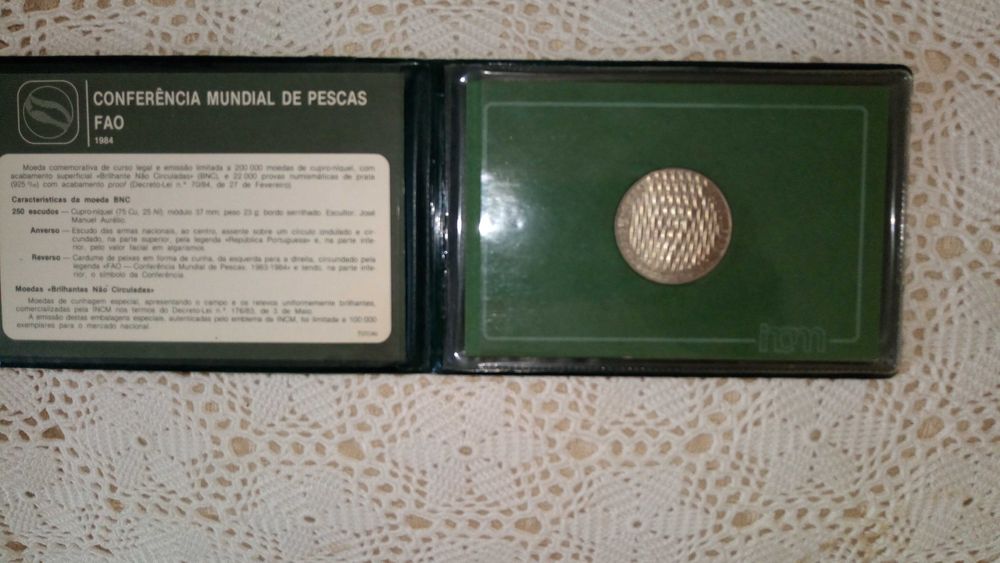 CONFERÊNCIA MUNDIAL DE PESCAS
FAO
1984
Moeda comemorativa de curso legal e emissão limitada a 200 000 moedas de cupro-níquel, com
acabamento superficial «Brilhante Não Circuladas» (BNC), e 22 000 provas numismáticas de prata
(925 ‰) com acabamento proof (Decreto-Lei n.º 70/84, de 27 de Fevereiro).
Características da moeda BNC
250 escudos — Cupro-níquel (75 Cu, 25 Ni); módulo 37 mm; peso 23 g; bordo serrilhado. Escultor: José
Manuel Aurélio.
Anverso — Escudo das armas nacionais, ao centro, assente sobre um círculo ondulado e cir-
cundado, na parte superior, pela legenda «República Portuguesa» e, na parte infe-
rior, pelo valor facial em algarismos.
Reverso — Cardume de peixes em forma de cunha, da esquerda para a direita, circundado pela
legenda «FAO — Conferência Mundial de Pescas. 1983-1984» e tendo, na parte infe-
rior, o símbolo da Conferência.
Moedas «Brilhantes Não Circuladas»
Moedas de cunhagem especial, apresentando o campo e os relevos uniformemente brilhantes,
comercializadas pela INCM nos termos do Decreto-Lei n.º 176/83, de 3 de Maio.
A emissão destas embalagens especiais, autenticadas pelo emblema da INCM, foi limitada a 100 000
exemplares para o mercado nacional.
incm